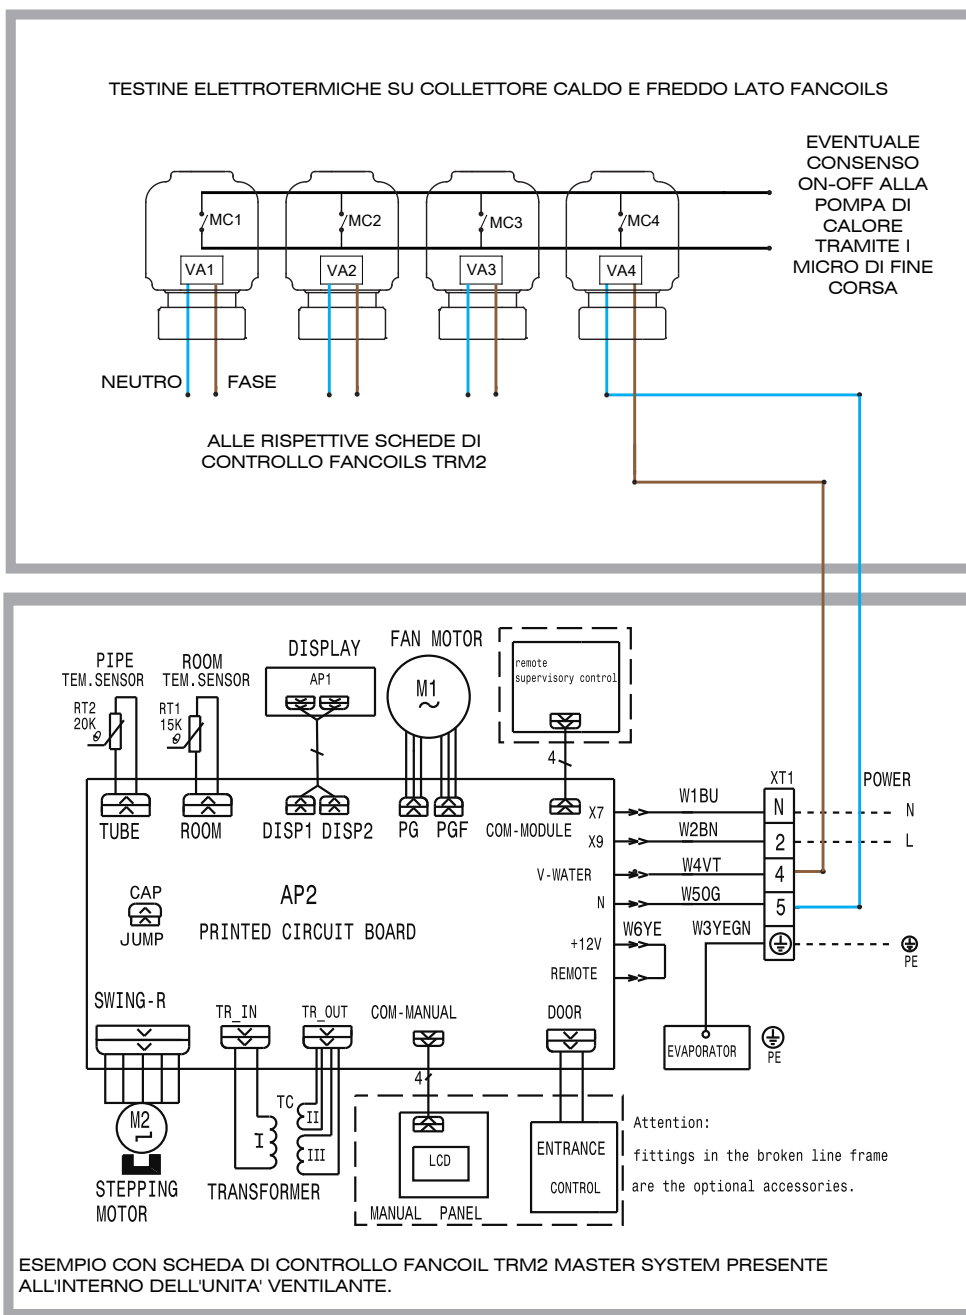 TESTINE ELETTROTERMICHE SU COLLETTORE CALDO E FREDDO LATO FANCOILS
EVENTUALE
CONSENSO
ON-OFF ALLA
POMPA DI
CALORE
TRAMITE I
MICRO DI FINE
CORSA
MC1
MC2
MC3
MC4
VA1
VA2
VA3
VA4
NEUTRO
FASE
ALLE RISPETTIVE SCHEDE DI
CONTROLLO FANCOILS TRM2
PIPE
TEM.SENSOR
ROOM
TEM.SENSOR
DISPLAY
FAN MOTOR
remote
supervisory control
RT2
20K
θ
RT1
15K
θ
AP1
M1
~
4
XT1
POWER
TUBE
ROOM
DISP1
DISP2
PG
PGF
COM-MODULE
X7
W1BU
N
N
X9
W2BN
2
L
V-WATER
W4VT
4
N
W5OG
5
CAP
JUMP
AP2
PRINTED CIRCUIT BOARD
+12V
W6YE
W3YEGN
PE
REMOTE
SWING-R
TR_IN
TR_OUT
COM-MANUAL
DOOR
EVAPORATOR
PE
4
M2
TC
I
II
III
LCD
ENTRANCE
CONTROL
Attention:
fittings in the broken line frame
are the optional accessories.
STEPPING
MOTOR
TRANSFORMER
MANUAL PANEL
ESEMPIO CON SCHEDA DI CONTROLLO FANCOIL TRM2 MASTER SYSTEM PRESENTE
ALL'INTERNO DELL'UNITA' VENTILANTE.